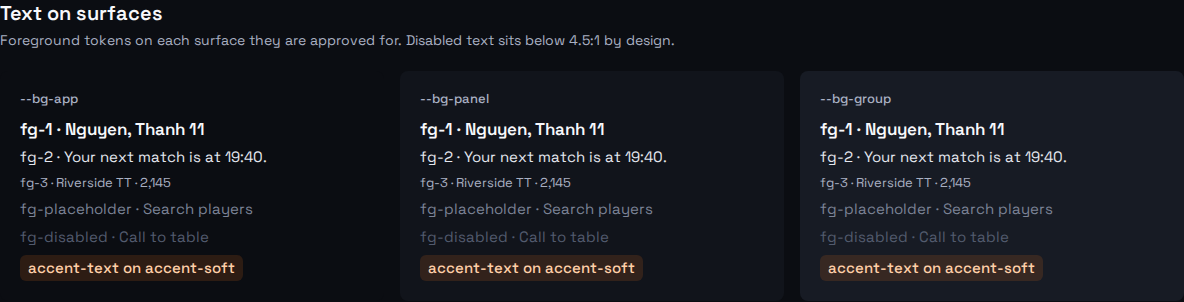 Text on surfaces
Foreground tokens on each surface they are approved for. Disabled text sits below 4.5:1 by design.
--bg-app
fg-1 · Nguyen, Thanh 11
fg-2 · Your next match is at 19:40.
fg-3 · Riverside TT · 2,145
fg-placeholder · Search players
fg-disabled · Call to table
accent-text on accent-soft
--bg-panel
fg-1 · Nguyen, Thanh 11
fg-2 · Your next match is at 19:40.
fg-3 · Riverside TT · 2,145
fg-placeholder · Search players
fg-disabled · Call to table
accent-text on accent-soft
--bg-group
fg-1 · Nguyen, Thanh 11
fg-2 · Your next match is at 19:40.
fg-3 · Riverside TT · 2,145
fg-placeholder · Search players
fg-disabled · Call to table
accent-text on accent-soft